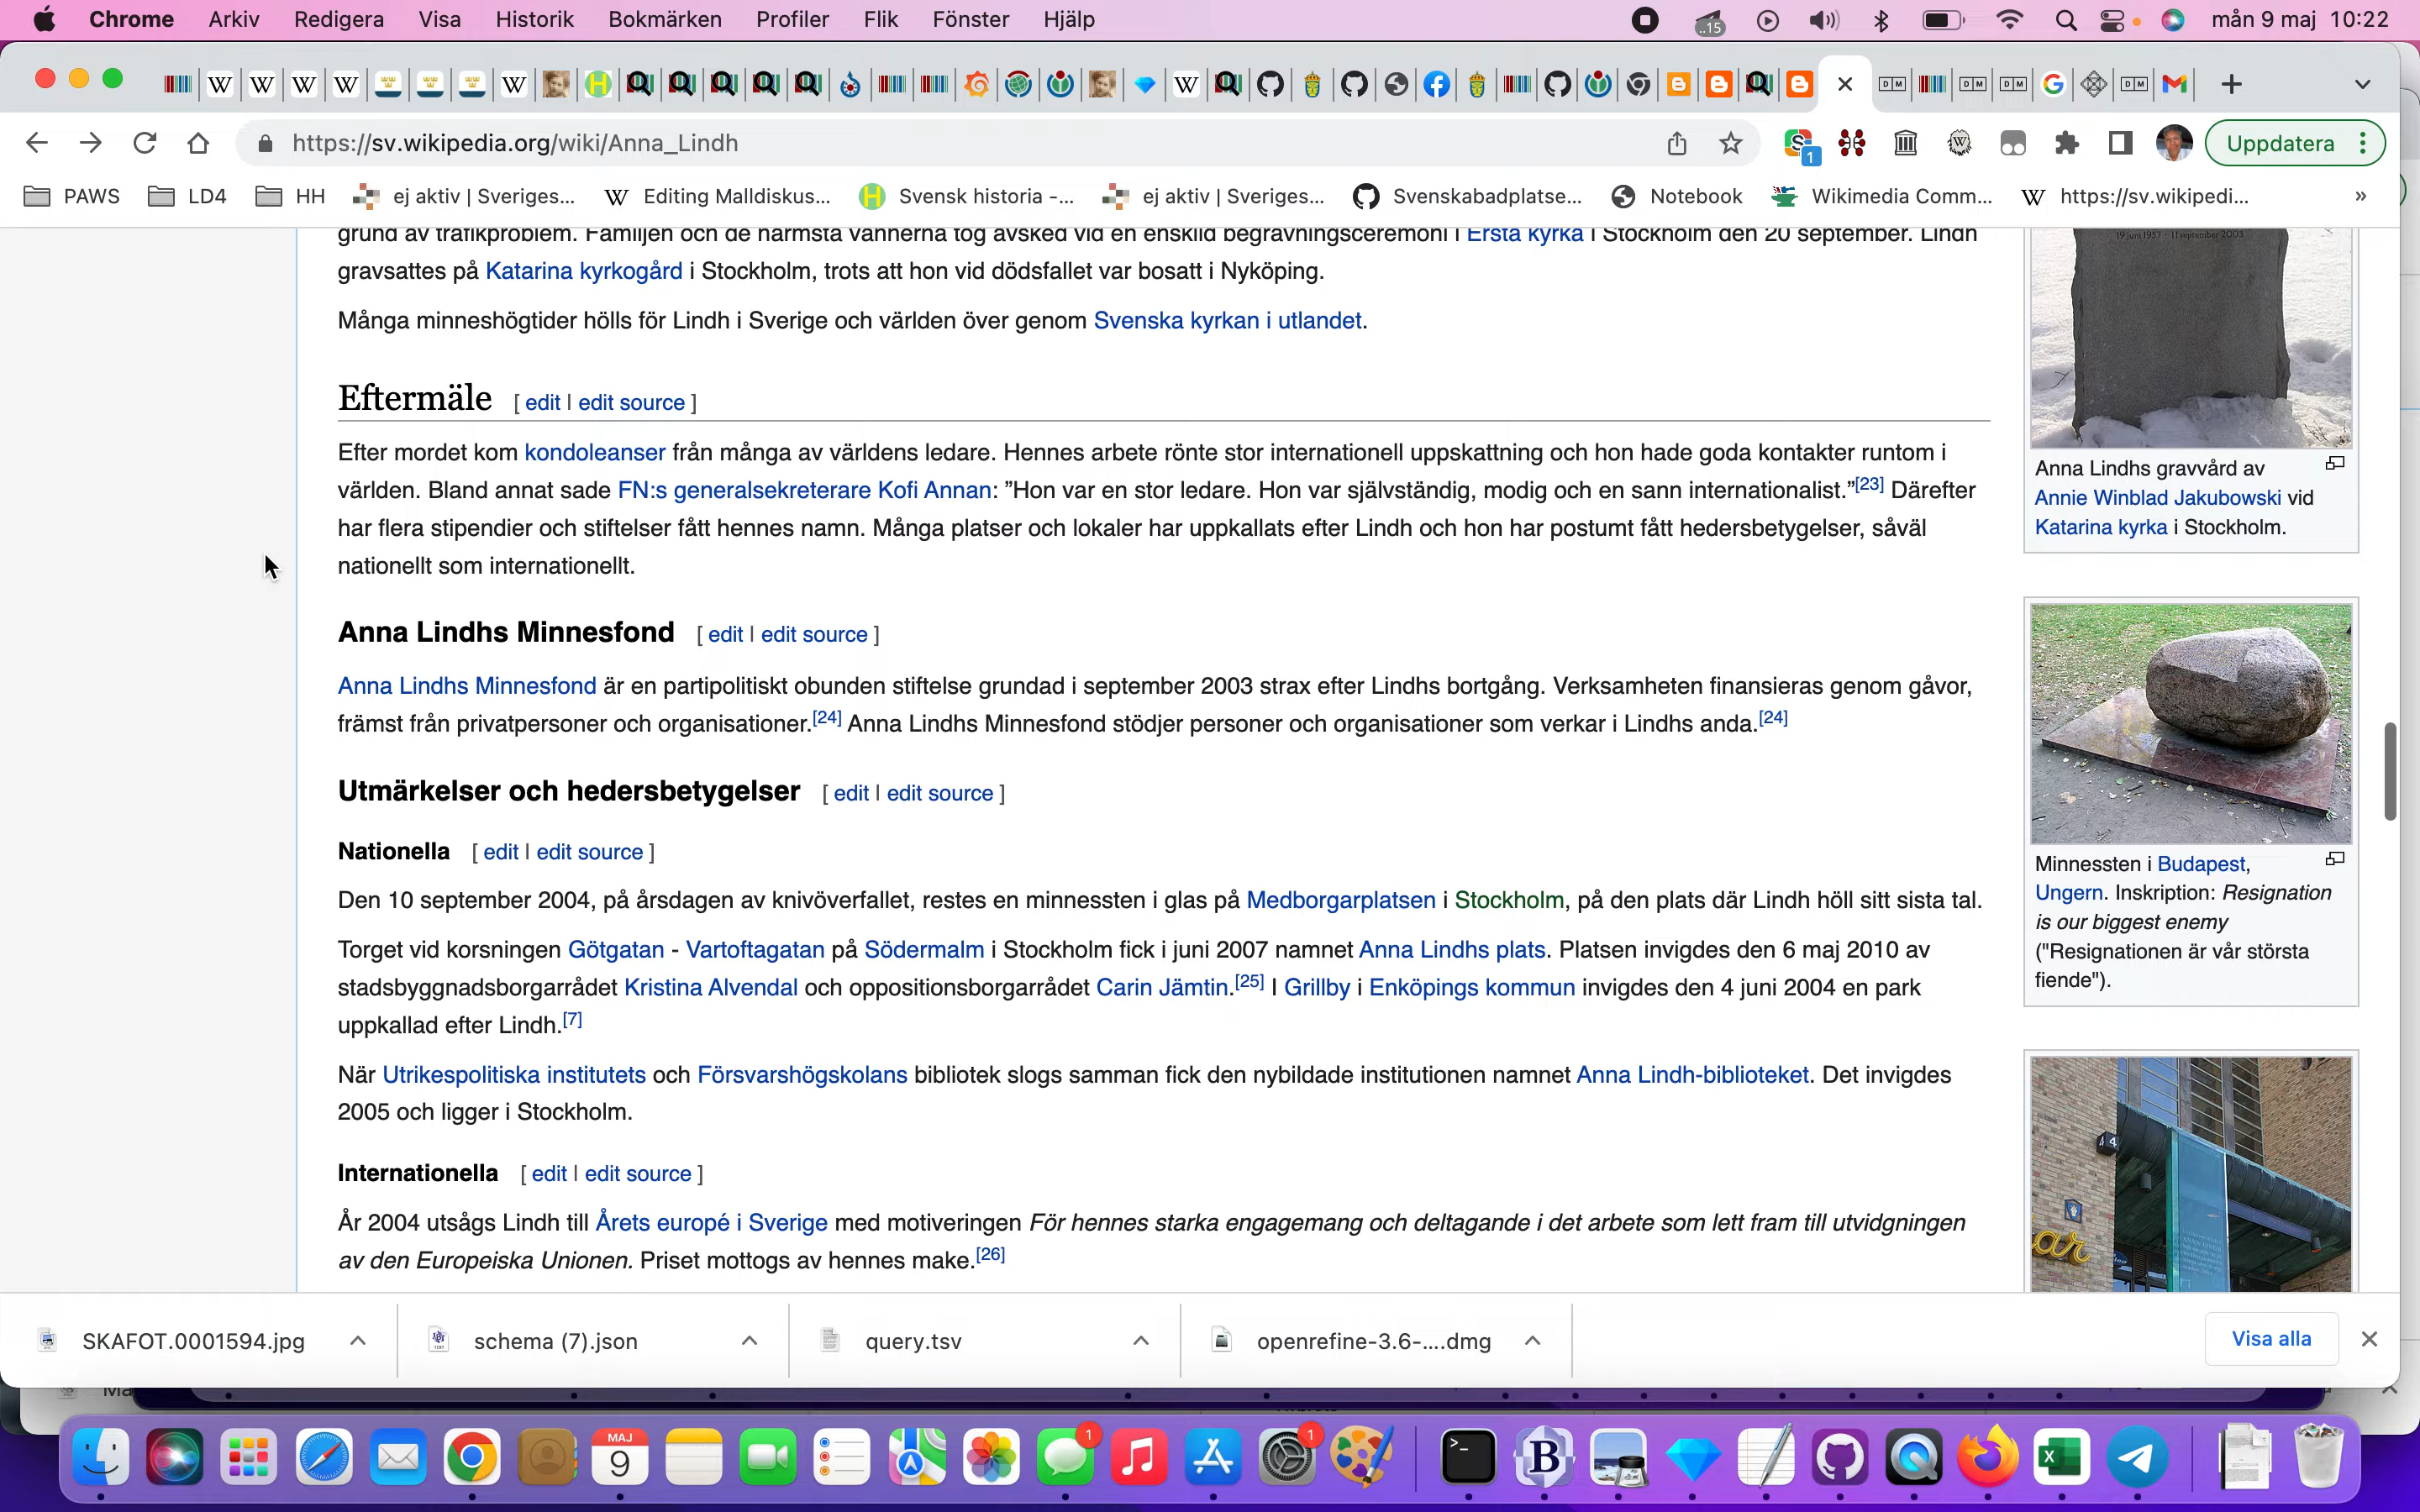 Chrome Arkiv Redigera Visa Historik Bokmärken Profiler Flik Fönster Hjälp ..15 mån 9 maj 10:22
https://sv.wikipedia.org/wiki/Anna_Lindh 1 Uppdatera
PAWS LD4 HH ej aktiv | Sveriges... Editing Malldiskus... Svensk historia -... ej aktiv | Sveriges... Svenskabadplatse... Notebook Wikimedia Comm... https://sv.wikipedi... »
grund av trafikproblem. Familjen och de närmsta vännerna tog avsked vid en enskild begravningsceremoni i Ersta kyrka i Stockholm den 20 september. Lindh
gravsattes på Katarina kyrkogård i Stockholm, trots att hon vid dödsfallet var bosatt i Nyköping.
Många minneshögtider hölls för Lindh i Sverige och världen över genom Svenska kyrkan i utlandet.
Eftermäle [ edit | edit source ]
Efter mordet kom kondoleanser från många av världens ledare. Hennes arbete rönte stor internationell uppskattning och hon hade goda kontakter runtom i
världen. Bland annat sade FN:s generalsekreterare Kofi Annan: ”Hon var en stor ledare. Hon var självständig, modig och en sann internationalist.”[23] Därefter
har flera stipendier och stiftelser fått hennes namn. Många platser och lokaler har uppkallats efter Lindh och hon har postumt fått hedersbetygelser, såväl
nationellt som internationellt.
Anna Lindhs Minnesfond [ edit | edit source ]
Anna Lindhs Minnesfond är en partipolitiskt obunden stiftelse grundad i september 2003 strax efter Lindhs bortgång. Verksamheten finansieras genom gåvor,
främst från privatpersoner och organisationer.[24] Anna Lindhs Minnesfond stödjer personer och organisationer som verkar i Lindhs anda.[24]
Utmärkelser och hedersbetygelser [ edit | edit source ]
Nationella [ edit | edit source ]
Den 10 september 2004, på årsdagen av knivöverfallet, restes en minnessten i glas på Medborgarplatsen i Stockholm, på den plats där Lindh höll sitt sista tal.
Torget vid korsningen Götgatan - Vartoftagatan på Södermalm i Stockholm fick i juni 2007 namnet Anna Lindhs plats. Platsen invigdes den 6 maj 2010 av
stadsbyggnadsborgarrådet Kristina Alvendal och oppositionsborgarrådet Carin Jämtin.[25] I Grillby i Enköpings kommun invigdes den 4 juni 2004 en park
uppkallad efter Lindh.[7]
När Utrikespolitiska institutets och Försvarshögskolans bibliotek slogs samman fick den nybildade institutionen namnet Anna Lindh-biblioteket. Det invigdes
2005 och ligger i Stockholm.
Internationella [ edit | edit source ]
År 2004 utsågs Lindh till Årets europé i Sverige med motiveringen För hennes starka engagemang och deltagande i det arbete som lett fram till utvidgningen
av den Europeiska Unionen. Priset mottogs av hennes make.[26]
19 juni 1957 - 11 september 2003
Anna Lindhs gravvård av
Annie Winblad Jakubowski vid
Katarina kyrka i Stockholm.
Minnessten i Budapest,
Ungern. Inskription: Resignation
is our biggest enemy
("Resignationen är vår största
fiende").
4
ar
SKAFOT.0001594.jpg schema (7).json query.tsv openrefine-3.6-....dmg Visa alla
MAJ
9
1
1